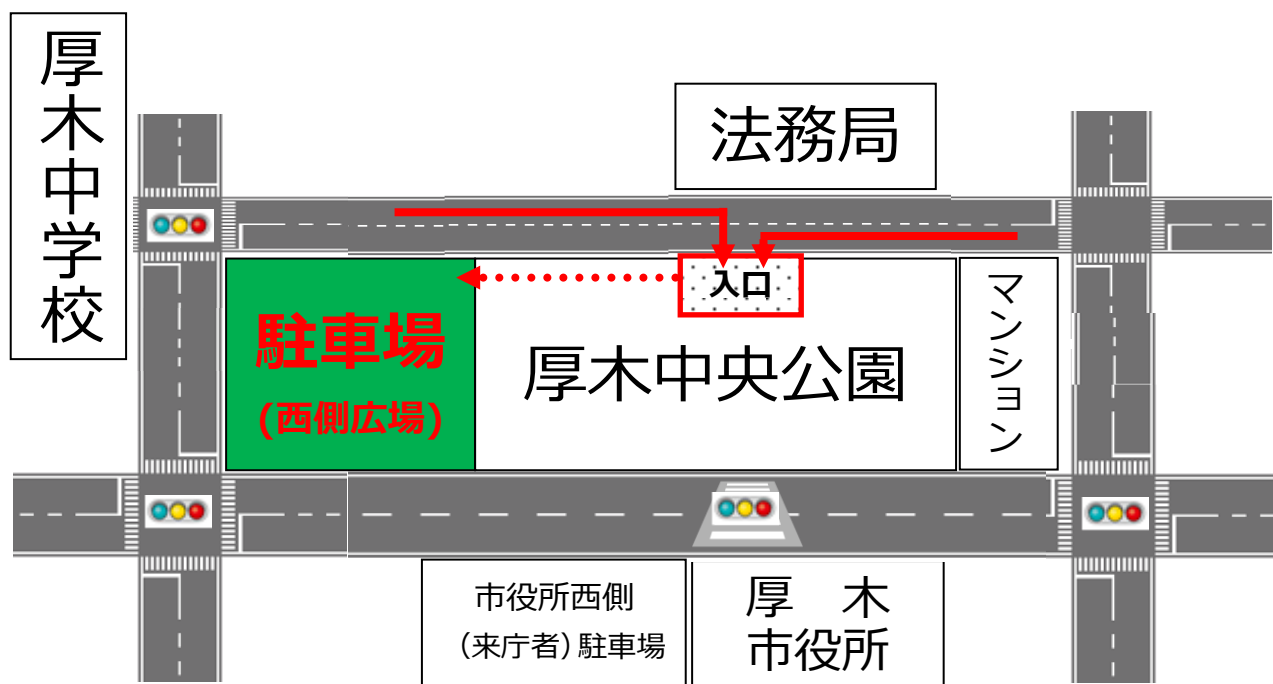 厚木中学校
法務局
入口
駐車場
(西側広場)
厚木中央公園
マンション
市役所西側
(来庁者)駐車場
厚　木
市役所